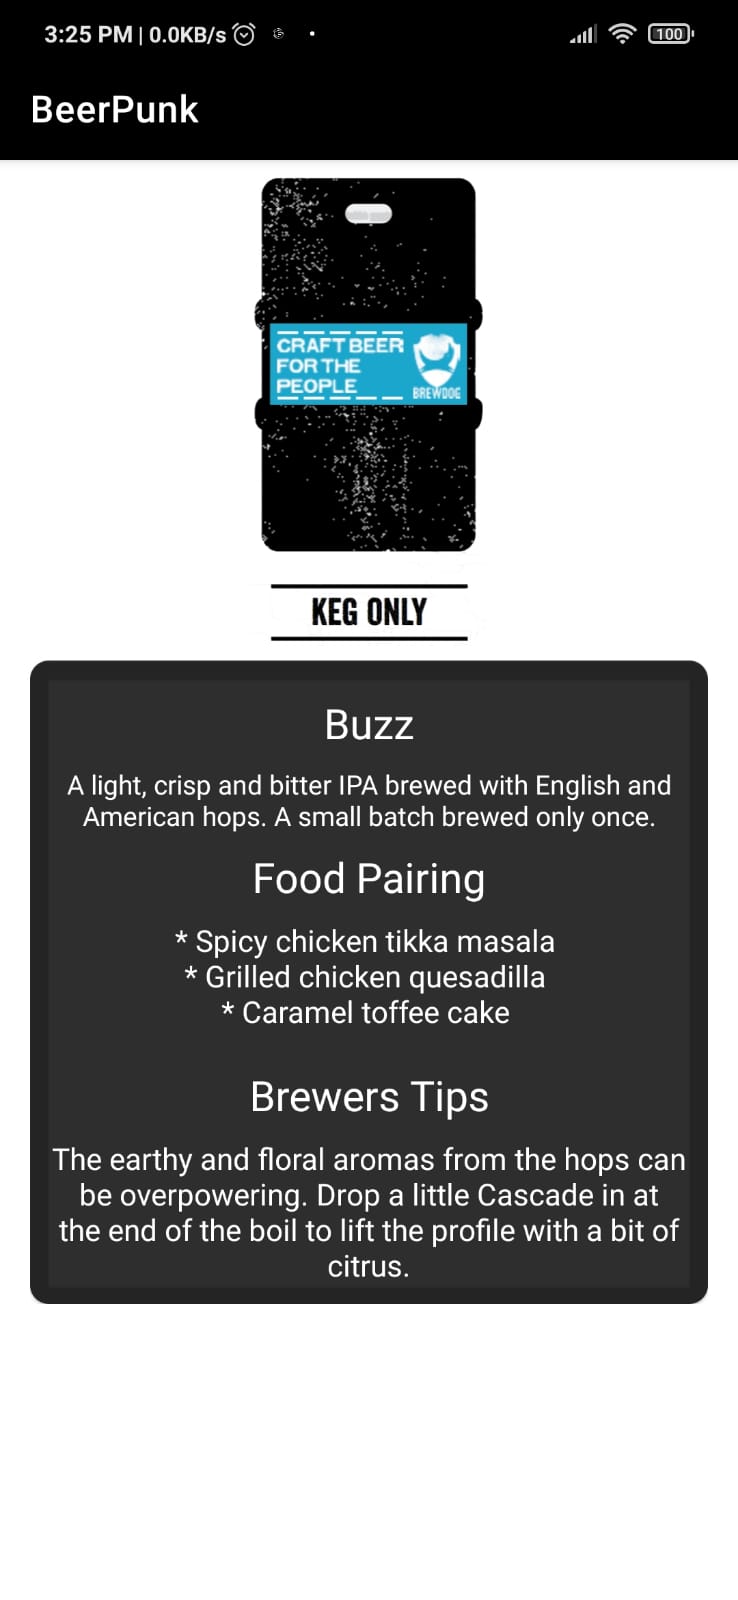 3:25 PM | 0.0KB/s
100
BeerPunk
CRAFT BEER
FOR THE
PEOPLE
BREWDOG
KEG ONLY
Buzz
A light, crisp and bitter IPA brewed with English and
American hops. A small batch brewed only once.
Food Pairing
* Spicy chicken tikka masala
* Grilled chicken quesadilla
* Caramel toffee cake
Brewers Tips
The earthy and floral aromas from the hops can
be overpowering. Drop a little Cascade in at
the end of the boil to lift the profile with a bit of
citrus.